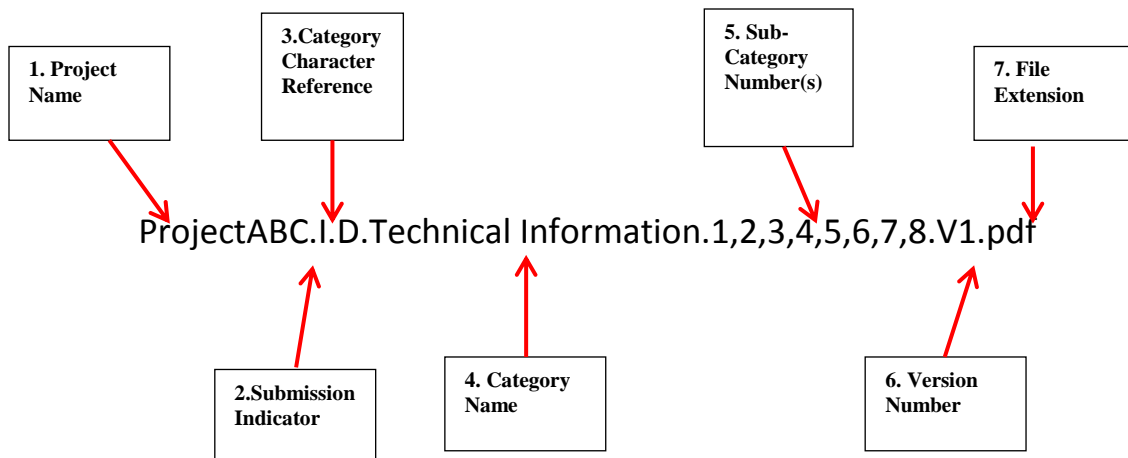 1. Project
Name
3.Category
Character
Reference
5. Sub-
Category
Number(s)
7. File
Extension
ProjectABC.I.D.Technical Information.1,2,3,4,5,6,7,8.V1.pdf
2.Submission
Indicator
4. Category
Name
6. Version
Number